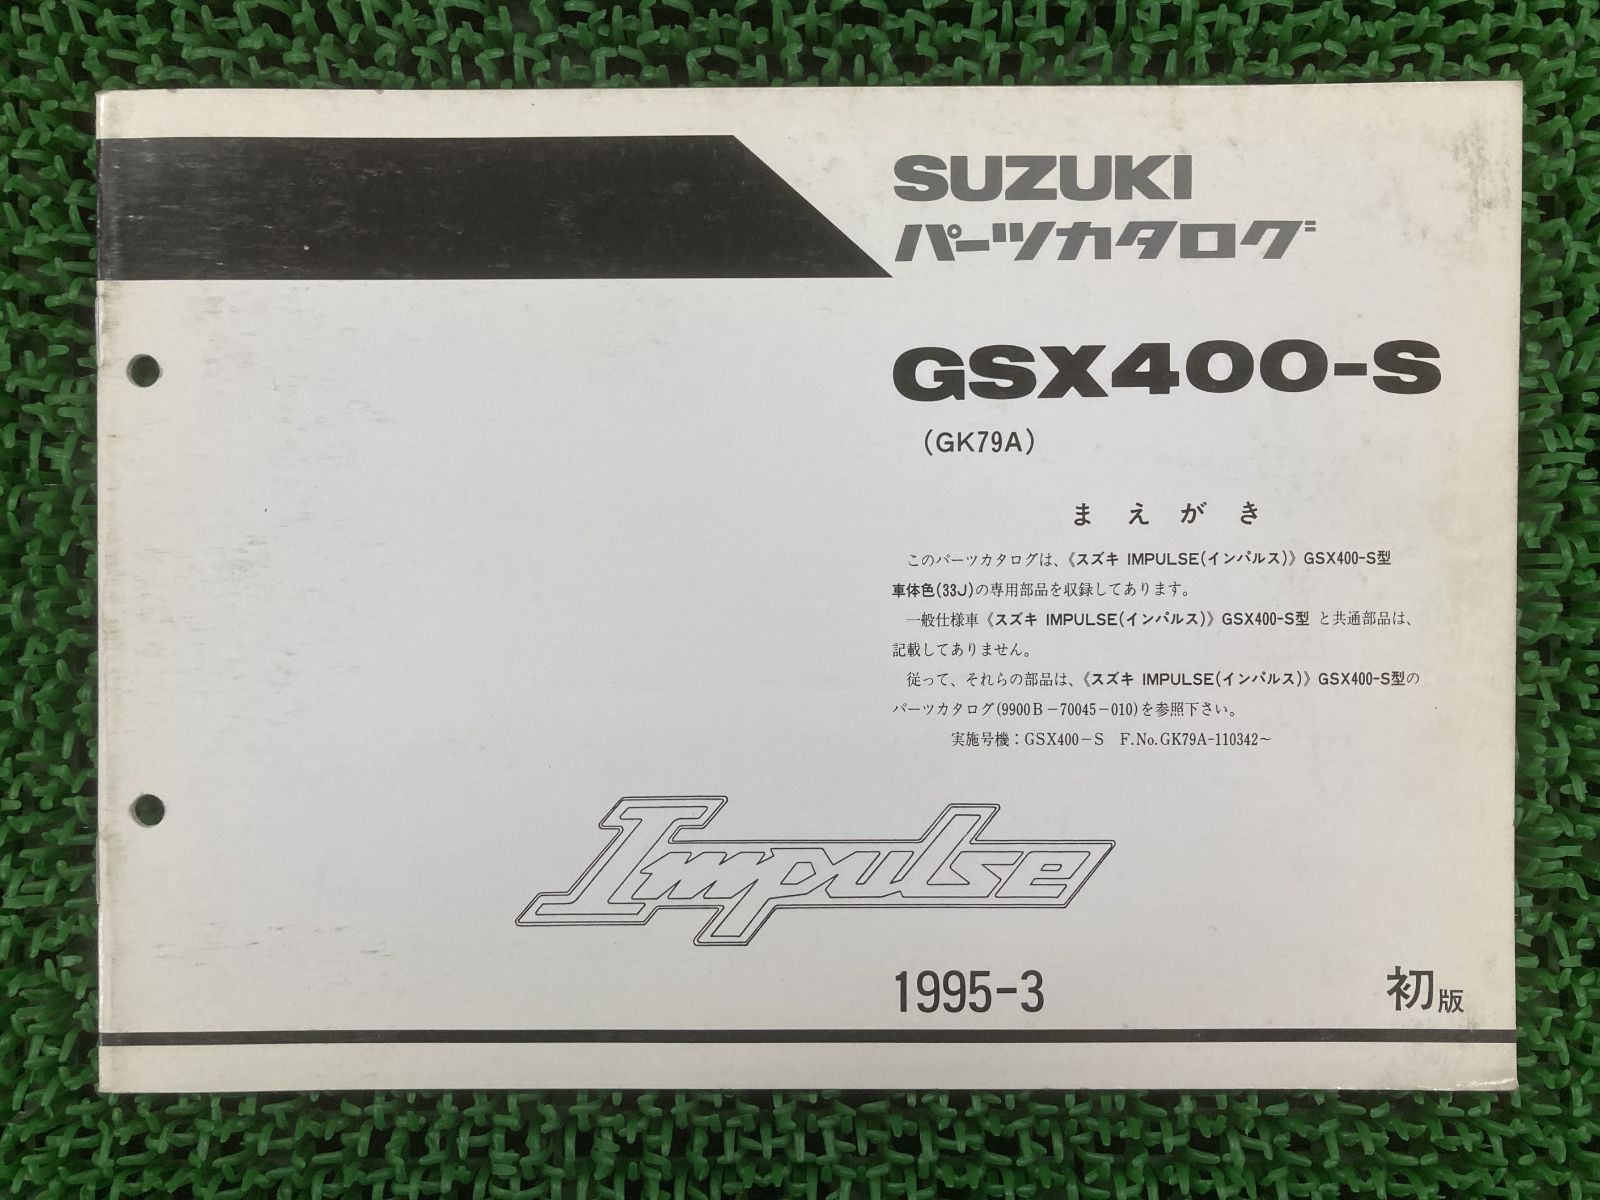 SUZUKI
パーツカタログ
GSX400-S
(GK79A)
まえがき
このパーツカタログは、《スズキ IMPULSE(インパルス)》GSX400-S型
車体色(33J)の専用部品を収録してあります。
一般仕様車《スズキ IMPULSE(インパルス)》GSX400-S型 と共通部品は、
記載してありません。
従って、それらの部品は、《スズキ IMPULSE(インパルス)》GSX400-S型の
パーツカタログ(9900B-70045-010)を参照下さい。
実施号機：GSX400-S F.No.GK79A-110342～
Impulse
1995-3 初版